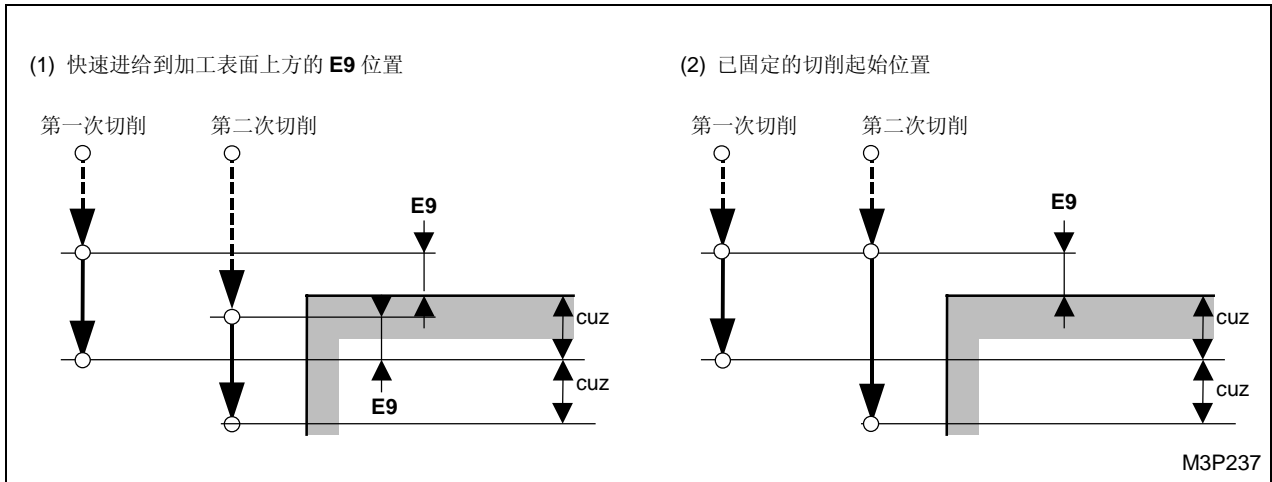 (1) 快速进给到加工表面上方的 E9 位置
第一次切削 第二次切削
E9
cuz
cuz
E9
(2) 已固定的切削起始位置
第一次切削 第二次切削
E9
cuz
cuz
M3P237